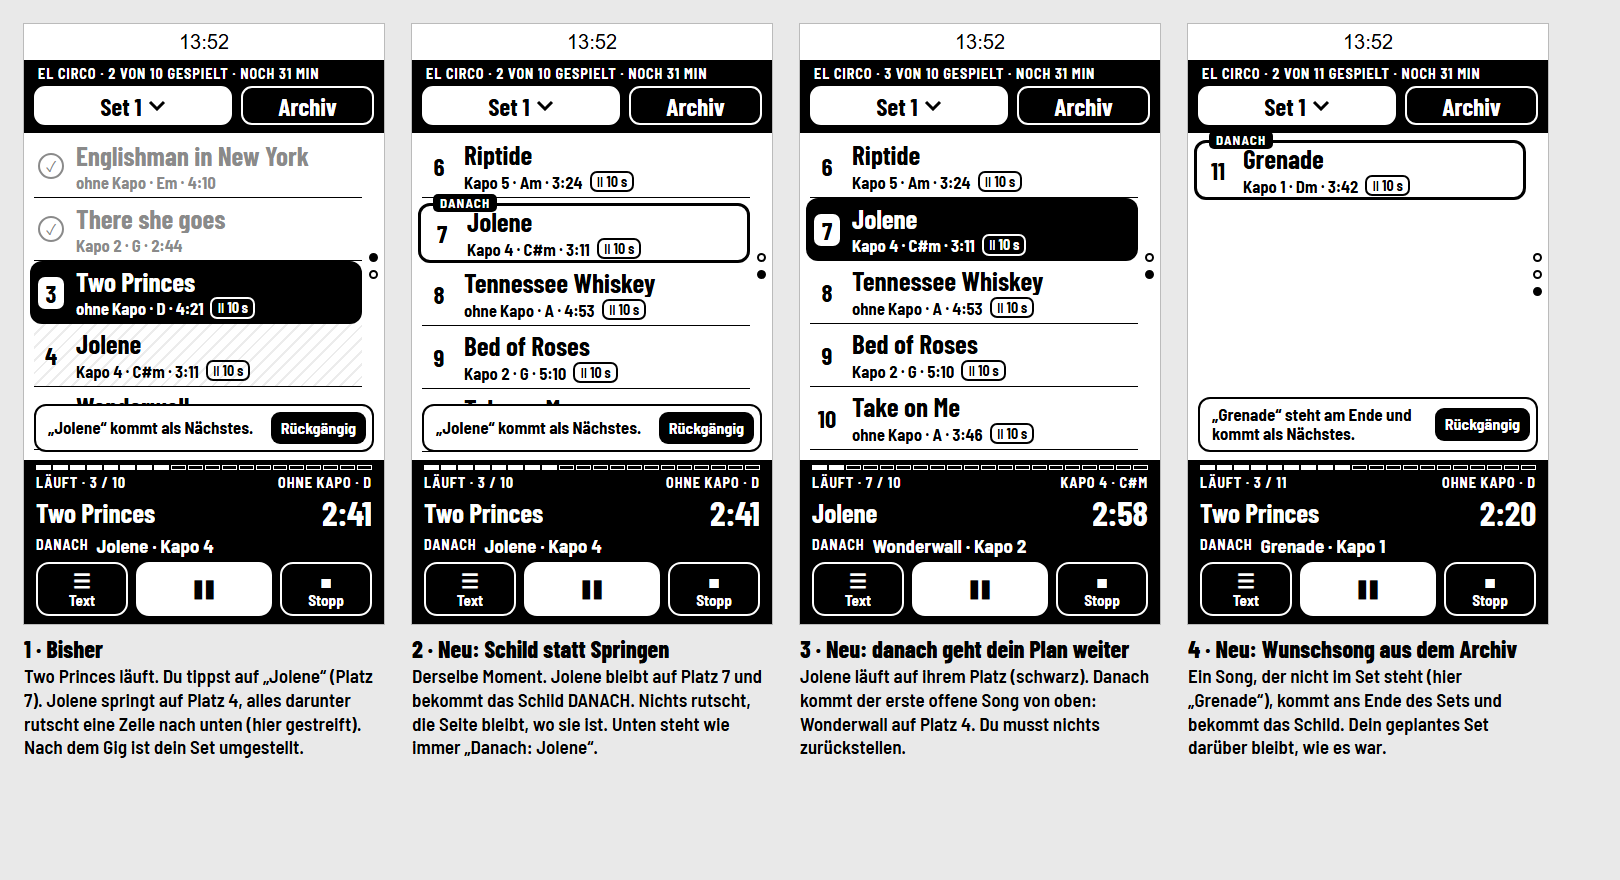 13:52
EL CIRCO · 2 VON 10 GESPIELT · NOCH 31 MIN
Set 1
Archiv
Englishman in New York
ohne Kapo · Em · 4:10
There she goes
Kapo 2 · G · 2:44
3
Two Princes
ohne Kapo · D · 4:21
II 10 s
4
Jolene
Kapo 4 · C#m · 3:11
II 10 s
Wonderwall
„Jolene“ kommt als Nächstes.
Rückgängig
LÄUFT · 3 / 10
OHNE KAPO · D
Two Princes
2:41
DANACH Jolene · Kapo 4
Text
Stopp
1 · Bisher
Two Princes läuft. Du tippst auf „Jolene“ (Platz
7). Jolene springt auf Platz 4, alles darunter
rutscht eine Zeile nach unten (hier gestreift).
Nach dem Gig ist dein Set umgestellt.
13:52
EL CIRCO · 2 VON 10 GESPIELT · NOCH 31 MIN
Set 1
Archiv
6
Riptide
Kapo 5 · Am · 3:24
II 10 s
DANACH
7
Jolene
Kapo 4 · C#m · 3:11
II 10 s
8
Tennessee Whiskey
ohne Kapo · A · 4:53
II 10 s
9
Bed of Roses
Kapo 2 · G · 5:10
II 10 s
Take on Me
„Jolene“ kommt als Nächstes.
Rückgängig
LÄUFT · 3 / 10
OHNE KAPO · D
Two Princes
2:41
DANACH Jolene · Kapo 4
Text
Stopp
2 · Neu: Schild statt Springen
Derselbe Moment. Jolene bleibt auf Platz 7 und
bekommt das Schild DANACH. Nichts rutscht,
die Seite bleibt, wo sie ist. Unten steht wie
immer „Danach: Jolene“.
13:52
EL CIRCO · 3 VON 10 GESPIELT · NOCH 31 MIN
Set 1
Archiv
6
Riptide
Kapo 5 · Am · 3:24
II 10 s
7
Jolene
Kapo 4 · C#m · 3:11
II 10 s
8
Tennessee Whiskey
ohne Kapo · A · 4:53
II 10 s
9
Bed of Roses
Kapo 2 · G · 5:10
II 10 s
10
Take on Me
ohne Kapo · A · 3:46
II 10 s
LÄUFT · 7 / 10
KAPO 4 · C#M
Jolene
2:58
DANACH Wonderwall · Kapo 2
Text
Stopp
3 · Neu: danach geht dein Plan weiter
Jolene läuft auf ihrem Platz (schwarz). Danach
kommt der erste offene Song von oben:
Wonderwall auf Platz 4. Du musst nichts
zurückstellen.
13:52
EL CIRCO · 2 VON 11 GESPIELT · NOCH 31 MIN
Set 1
Archiv
DANACH
11
Grenade
Kapo 1 · Dm · 3:42
II 10 s
„Grenade“ steht am Ende und
kommt als Nächstes.
Rückgängig
LÄUFT · 3 / 11
OHNE KAPO · D
Two Princes
2:20
DANACH Grenade · Kapo 1
Text
Stopp
4 · Neu: Wunschsong aus dem Archiv
Ein Song, der nicht im Set steht (hier
„Grenade“), kommt ans Ende des Sets und
bekommt das Schild. Dein geplantes Set
darüber bleibt, wie es war.